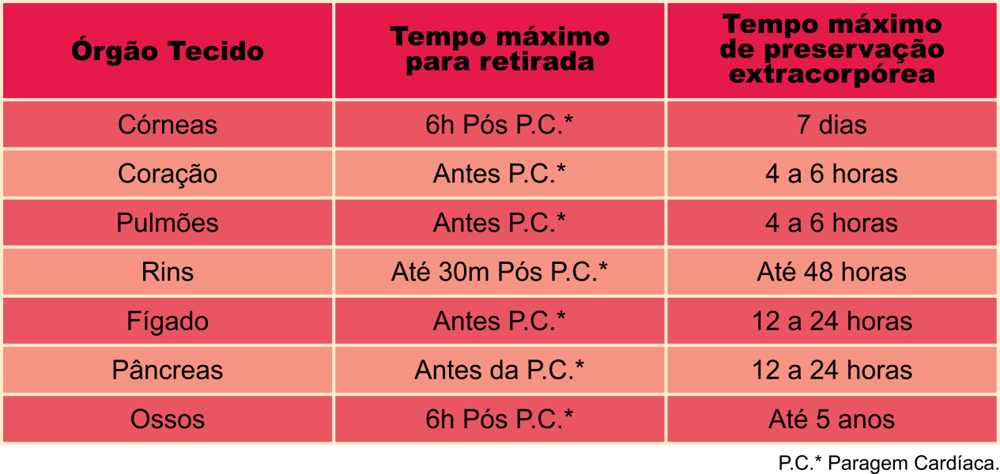 Órgão Tecido
Tempo máximo
para retirada
Tempo máximo
de preservação
extracorpórea
Córneas
6h Pós P.C.*
7 dias
Coração
Antes P.C.*
4 a 6 horas
Pulmões
Antes P.C.*
4 a 6 horas
Rins
Até 30m Pós P.C.*
Até 48 horas
Fígado
Antes P.C.*
12 a 24 horas
Pâncreas
Antes da P.C.*
12 a 24 horas
Ossos
6h Pós P.C.*
Até 5 anos
P.C.* Paragem Cardíaca.